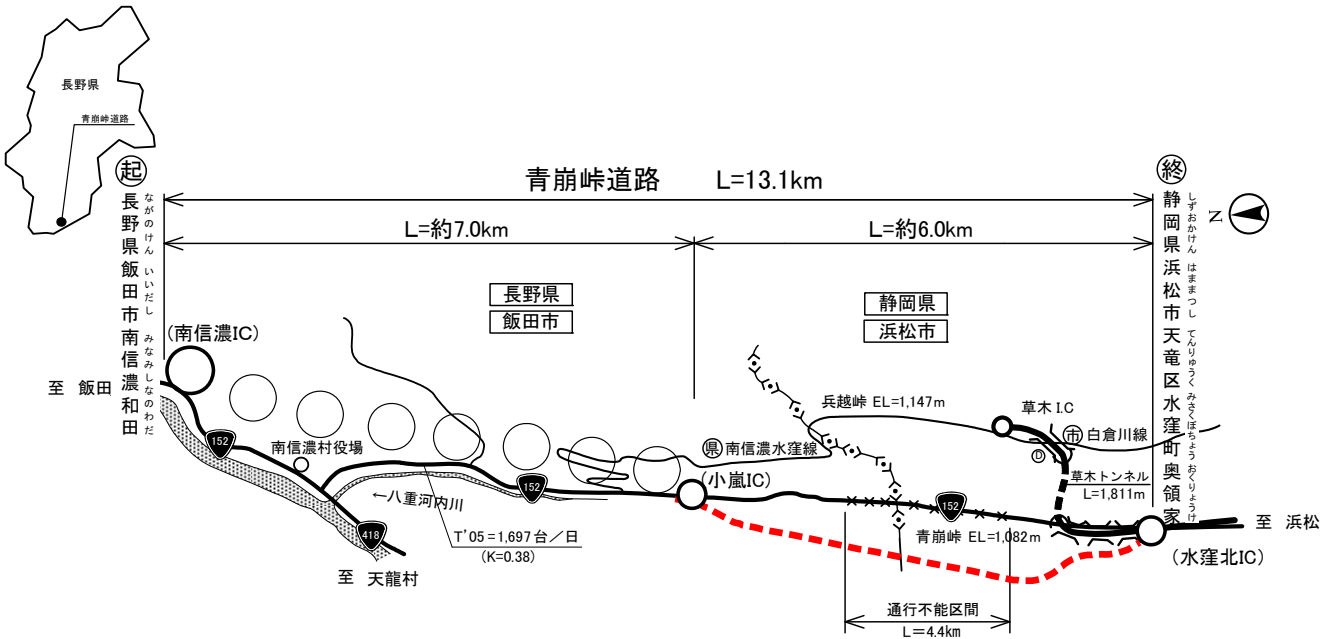 長野県
青崩峠道路
起
長野県飯田市南信濃和田
ながのけん いいだし みなみしなのわだ
青崩峠道路 L=13.1km
L=約7.0km
L=約6.0km
終
静岡県浜松市天竜区水窪町奥領家
しずおかけん はままつし てんりゅうく みさくぼちょう おくりょうけ
N
長野県
飯田市
静岡県
浜松市
(南信濃IC)
至 飯田
152
南信濃村役場
←八重河内川
418
至 天龍村
T'05=1,697台/日
(K=0.38)
152
県 南信濃水窪線
(小嵐IC)
兵越峠 EL=1,147m
草木 I.C
市 白倉川線
D
草木トンネル
L=1,811m
152
青崩峠 EL=1,082m
至 浜松
(水窪北IC)
通行不能区間
L=4.4km